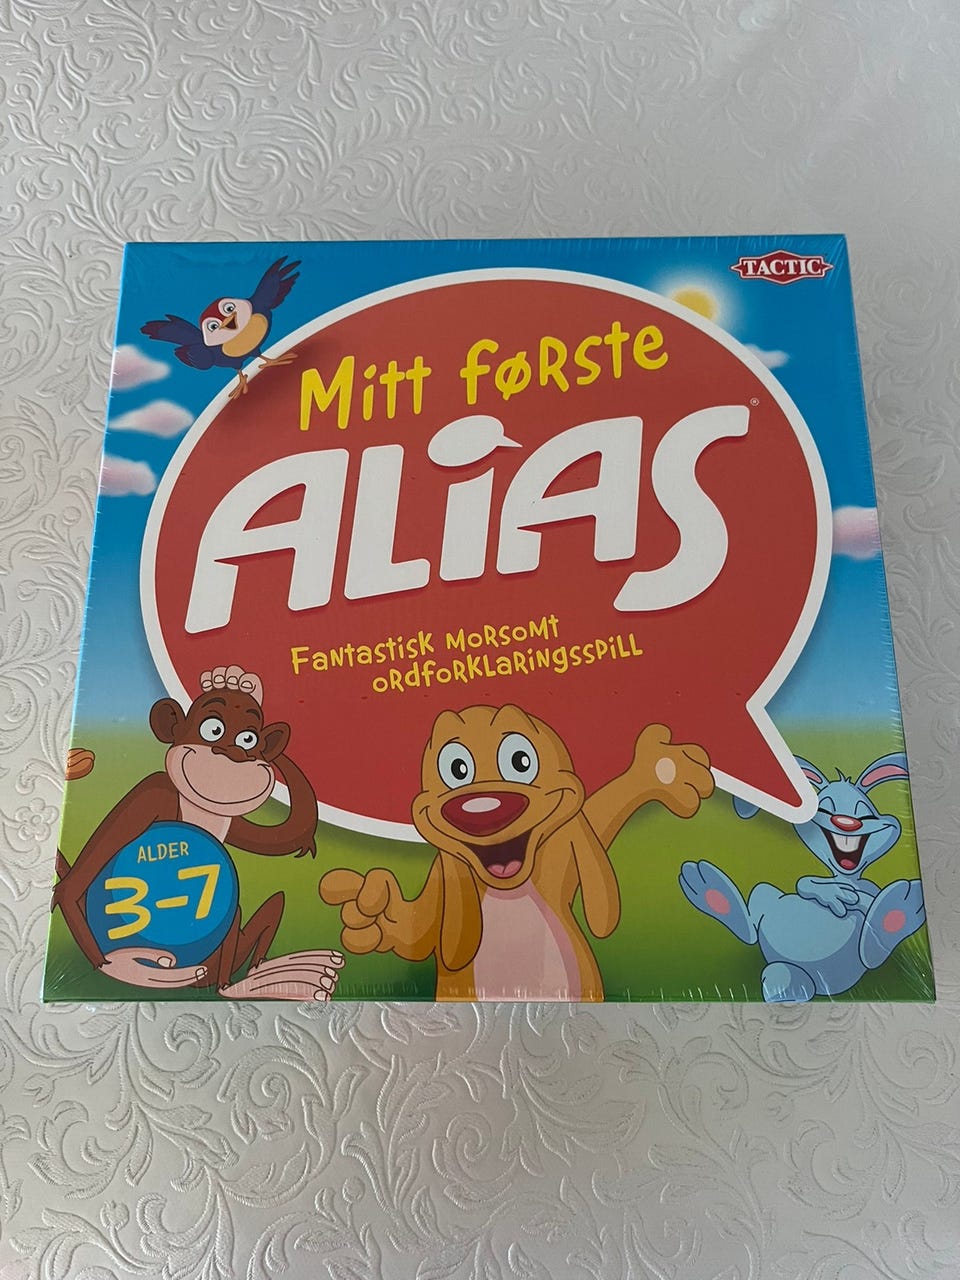 TACTIC
Mitt første
ALiAS®
Fantastisk morsomt
ordforklaringsspill
ALDER
3-7